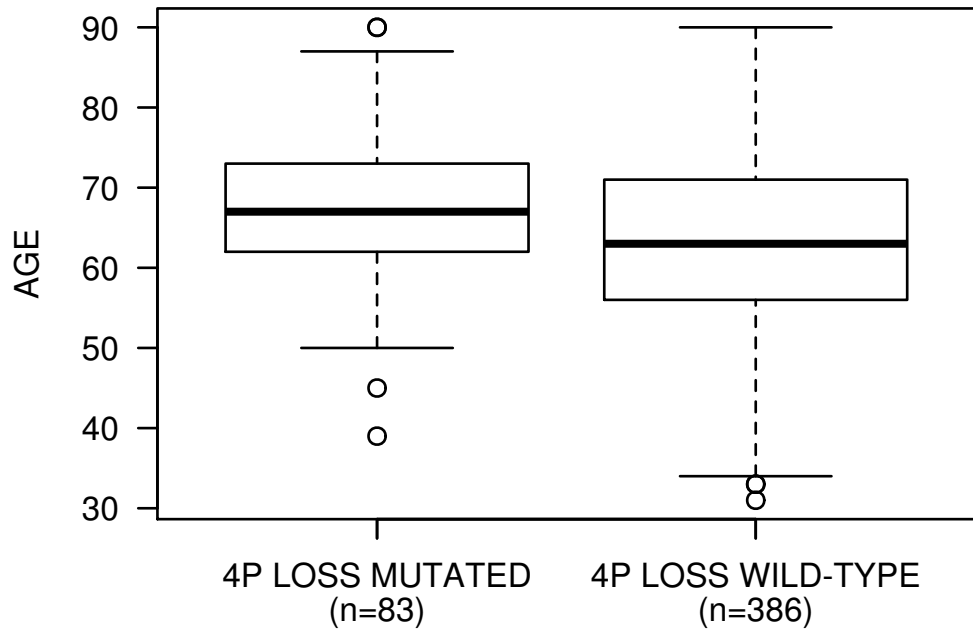 90
80
70
60
50
40
30
AGE
4P LOSS MUTATED
(n=83)
4P LOSS WILD-TYPE
(n=386)